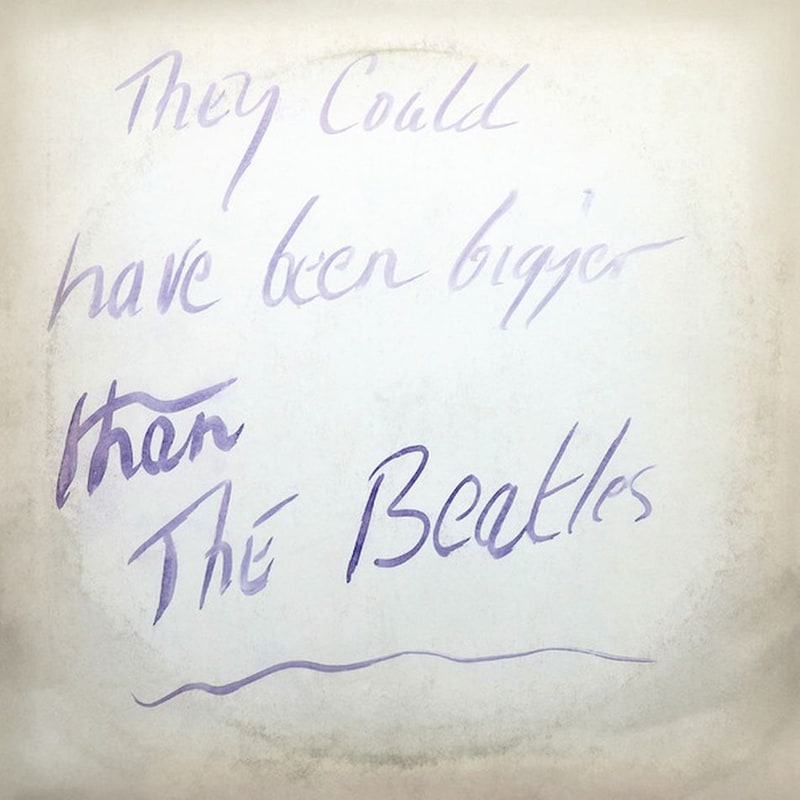 They Could
have been bigger
than
The Beatles